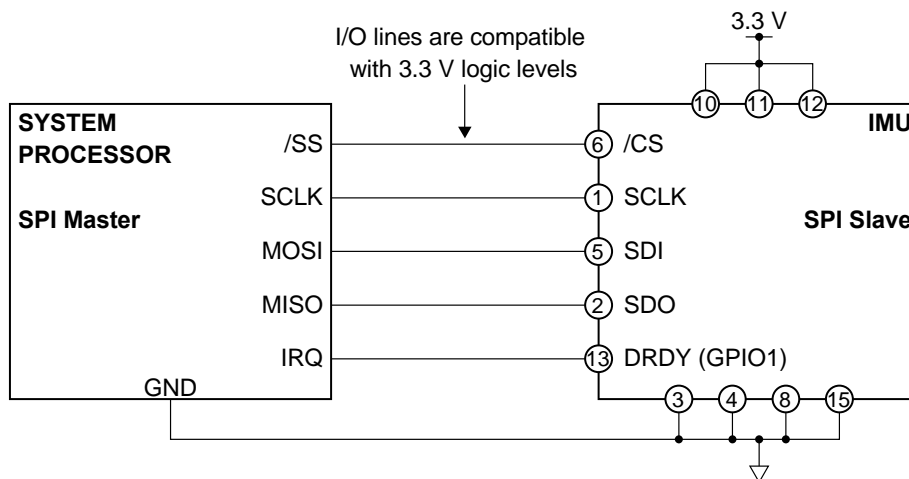 3.3 V
I/O lines are compatible
with 3.3 V logic levels
10 11 12
SYSTEM
PROCESSOR
IMU
/SS
6 /CS
SCLK
1 SCLK
SPI Master
SPI Slave
MOSI
5 SDI
MISO
2 SDO
IRQ
13 DRDY (GPIO1)
GND
3 4 8 15